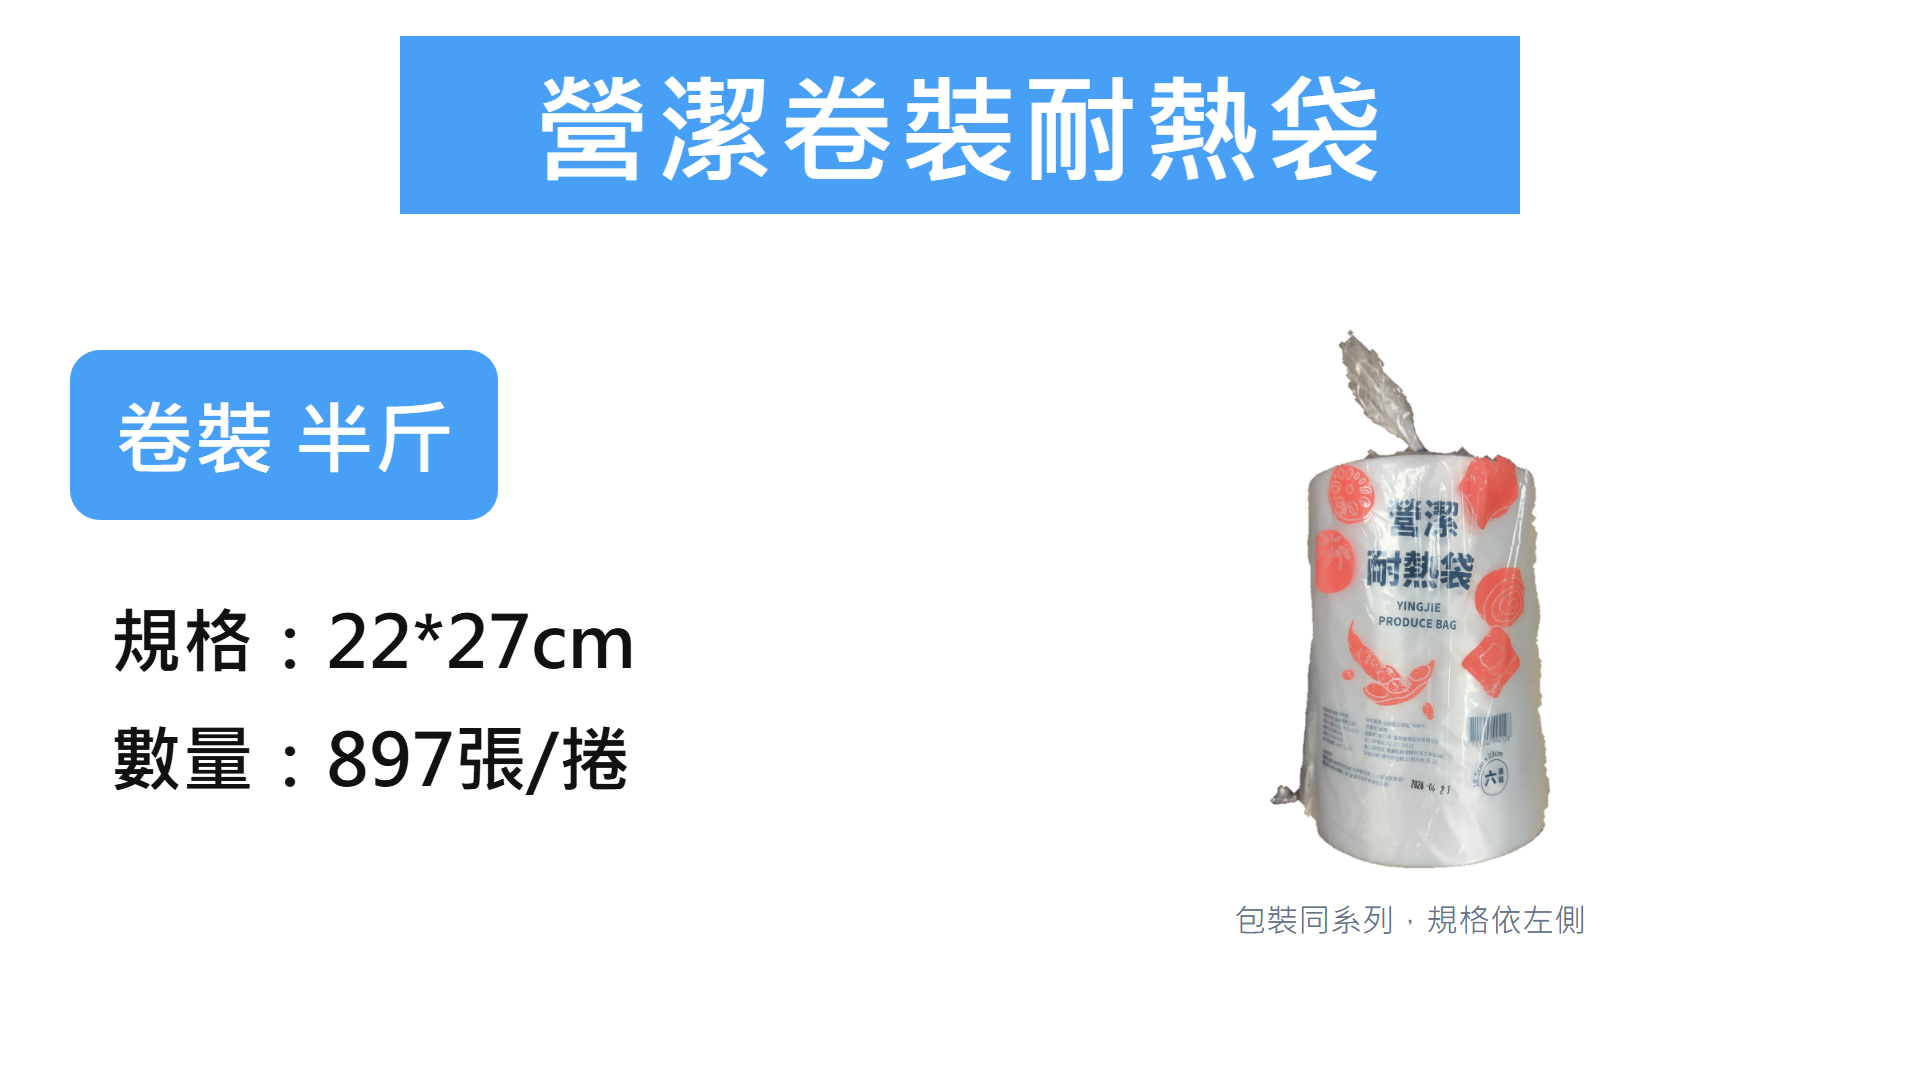 營潔卷裝耐熱袋
卷裝 半斤
規格：22*27cm
數量：897張/捲
營潔
耐熱袋
YINGJIE
PRODUCE BAG
六
包裝同系列，規格依左側